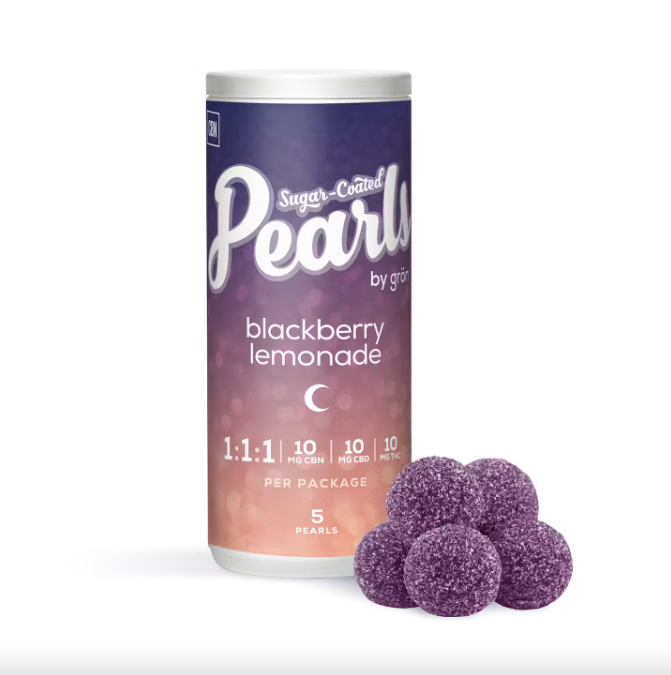 CBN
Sugar-Coated
Pearls
by grön
blackberry
lemonade
1:1:1 | 10 MG CBN | 10 MG CBD | 10 MG THC
PER PACKAGE
5
PEARLS